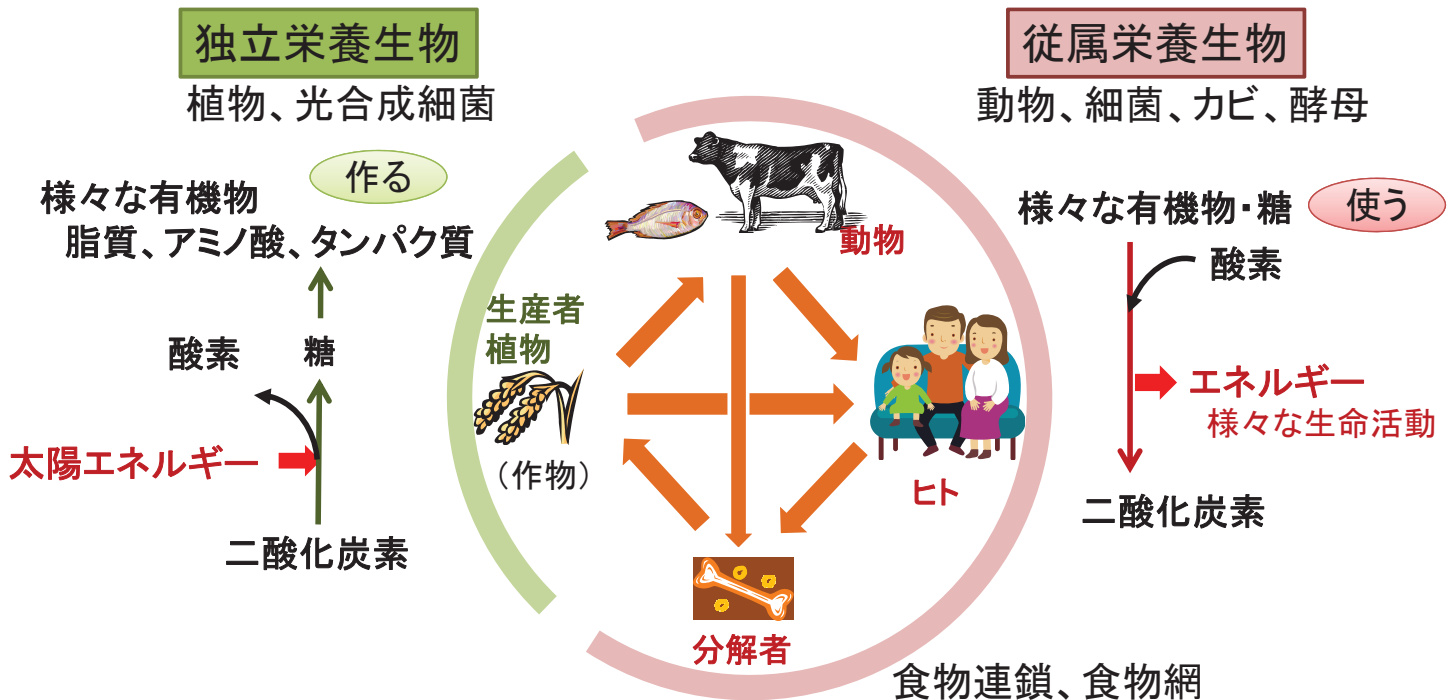 独立栄養生物
植物、光合成細菌
作る
様々な有機物
脂質、アミノ酸、タンパク質
酸素
糖
太陽エネルギー
二酸化炭素
生産者
植物
(作物)
動物
ヒト
分解者
従属栄養生物
動物、細菌、カビ、酵母
様々な有機物・糖
使う
酸素
エネルギー
様々な生命活動
二酸化炭素
食物連鎖、食物網